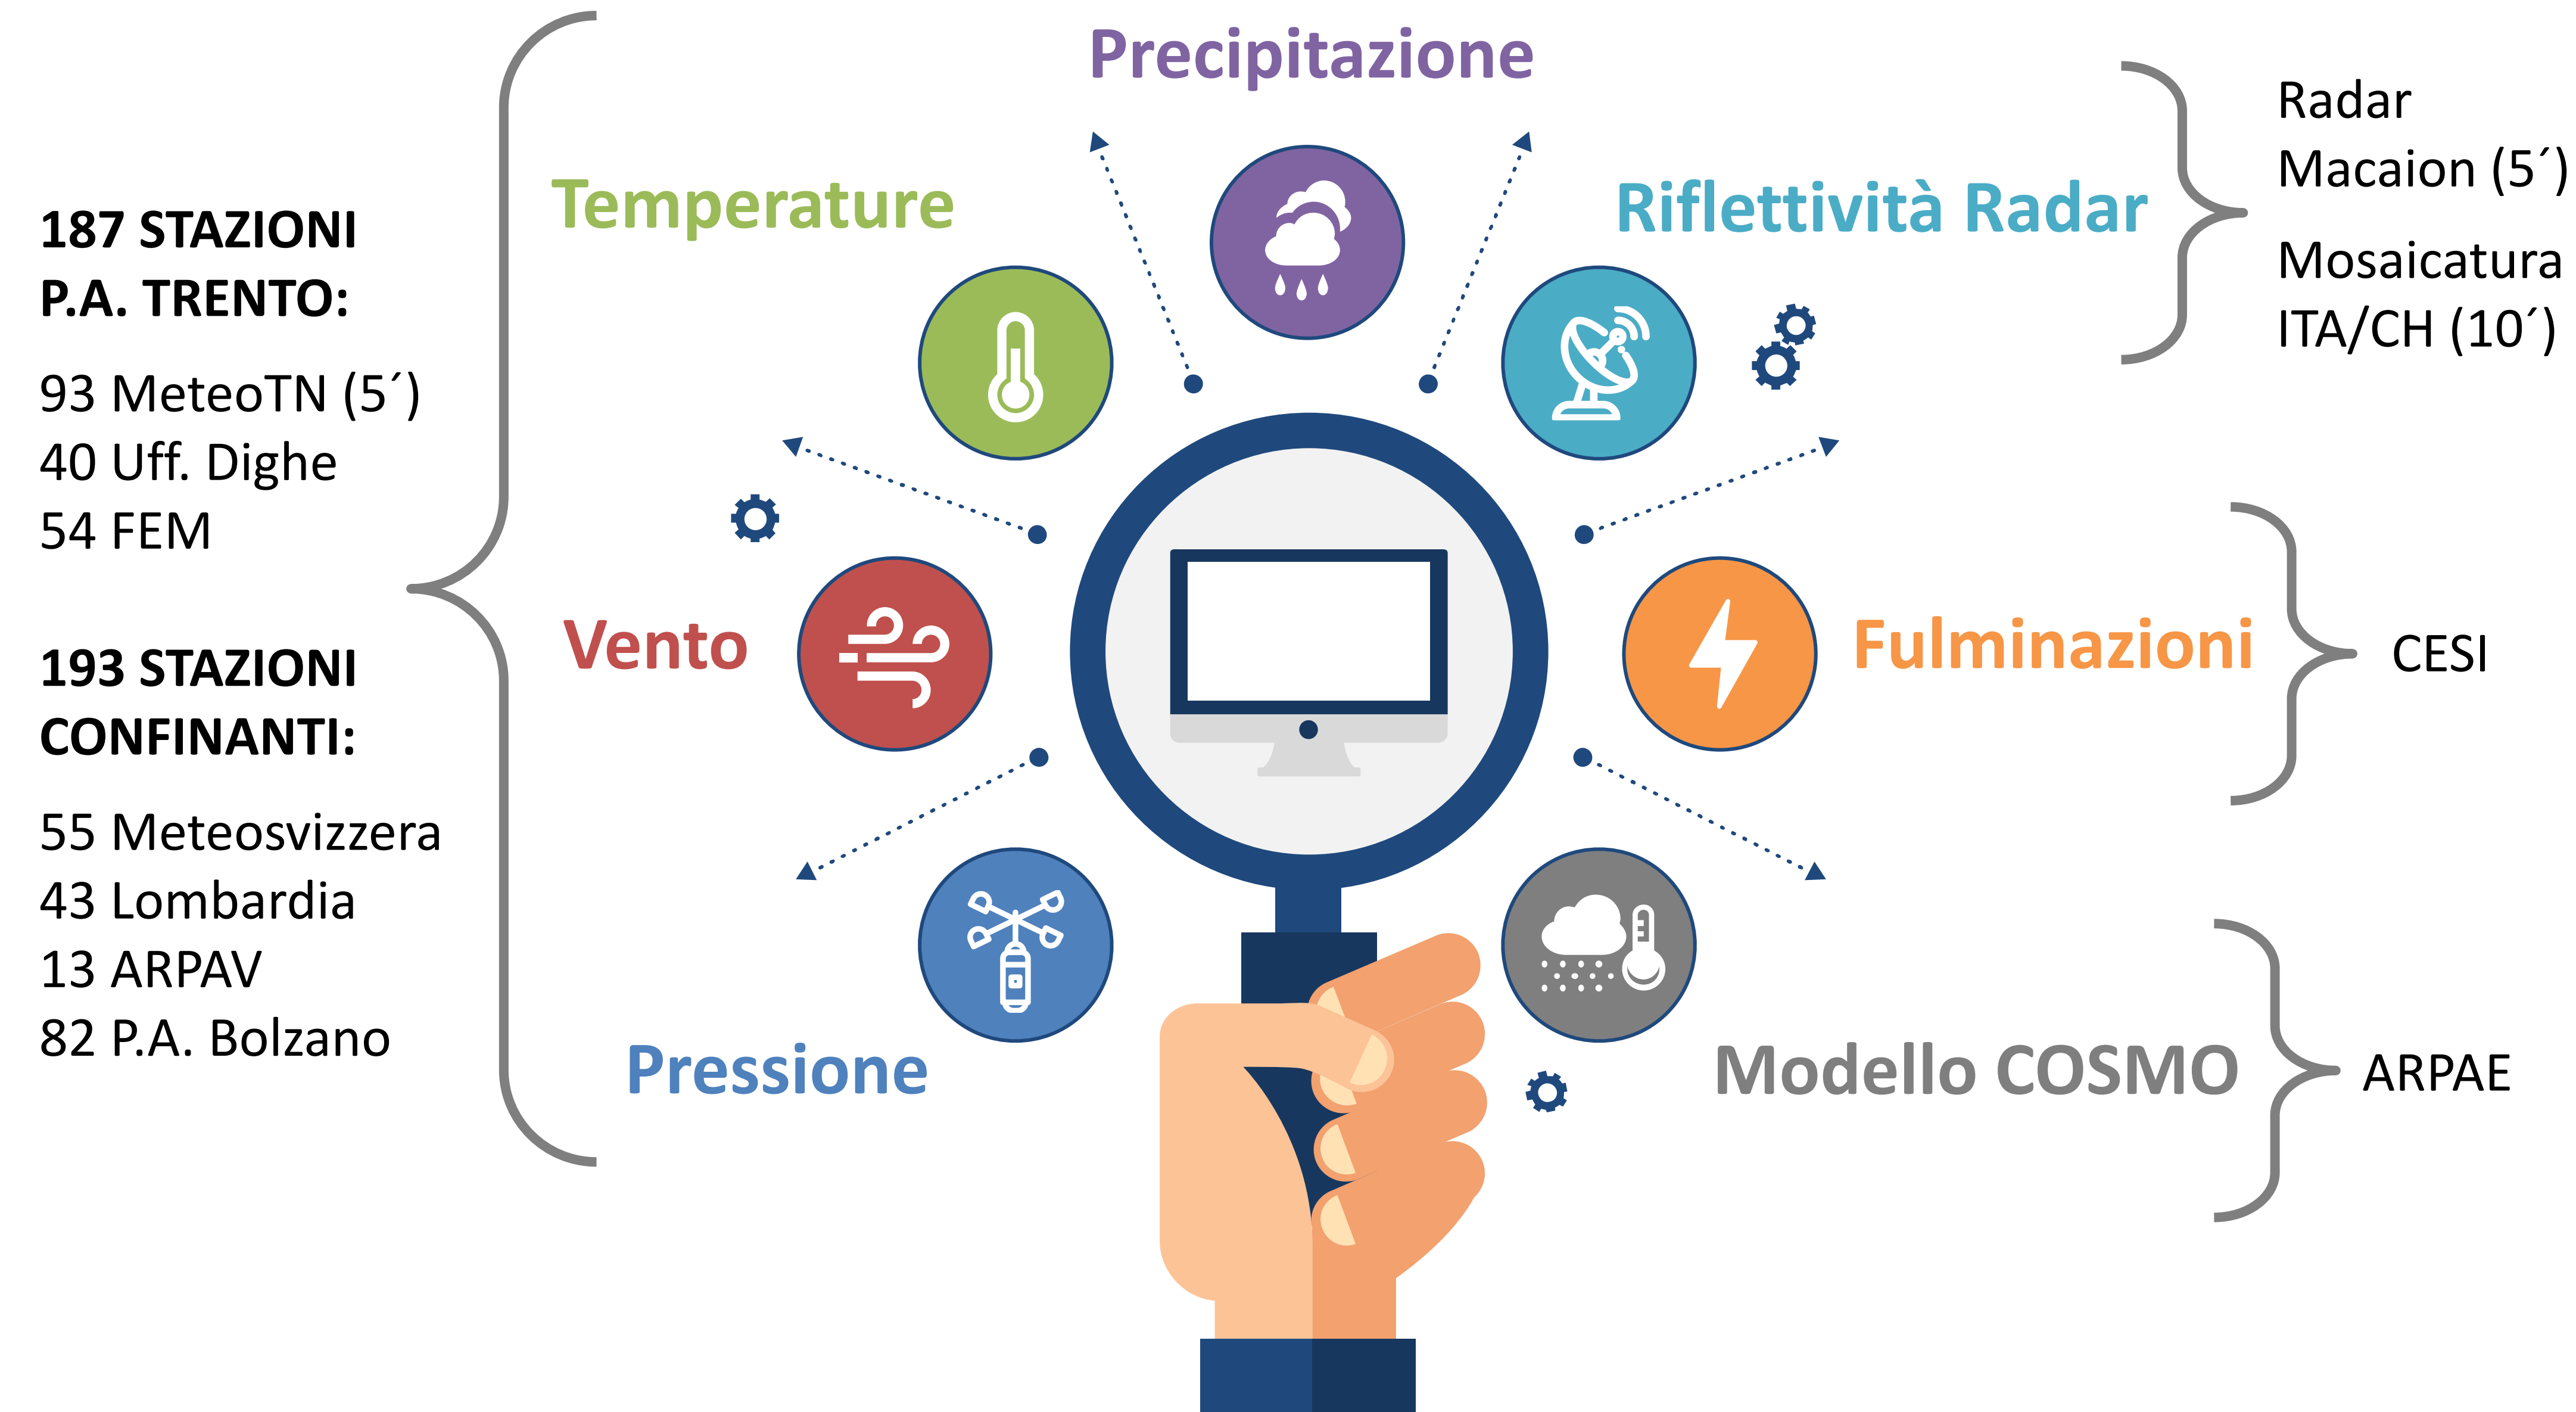 187 STAZIONI
P.A. TRENTO:
93 MeteoTN (5´)
40 Uff. Dighe
54 FEM
193 STAZIONI
CONFINANTI:
55 Meteosvizzera
43 Lombardia
13 ARPAV
82 P.A. Bolzano
Precipitazione
Temperature
Riflettività Radar
Vento
Fulminazioni
Pressione
Modello COSMO
Radar
Macaion (5´)
Mosaicatura
ITA/CH (10´)
CESI
ARPAE